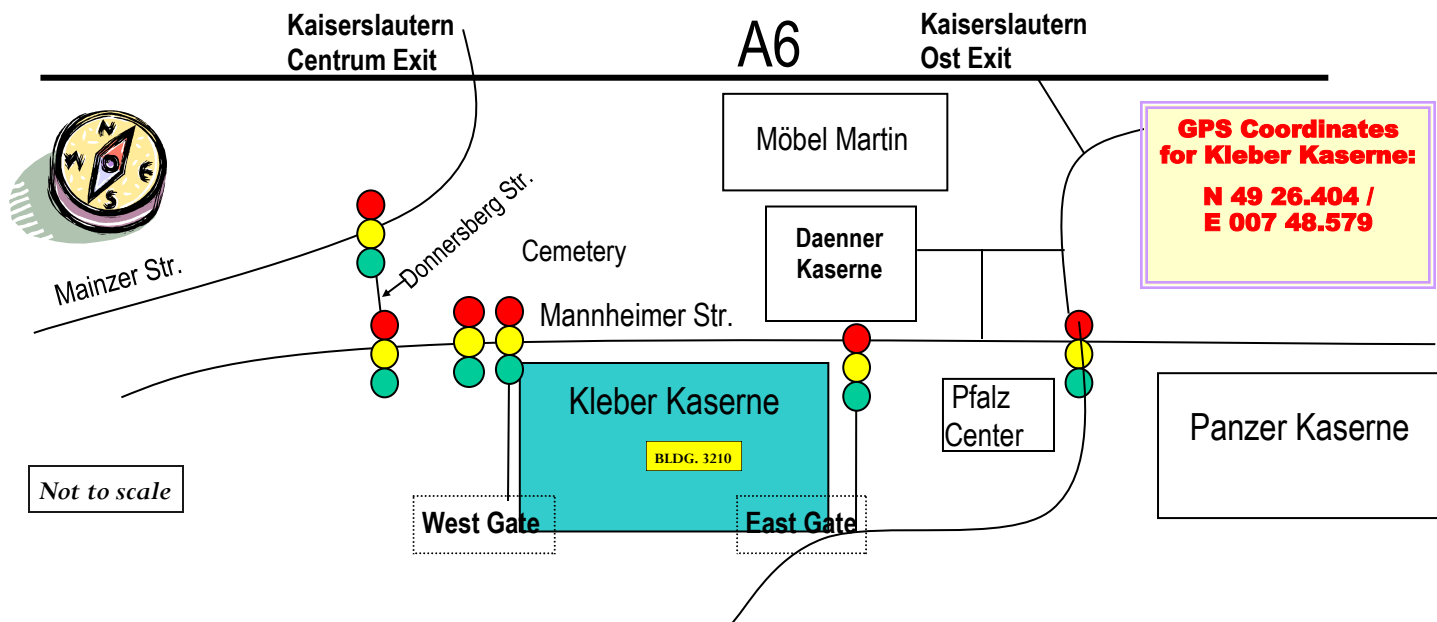 Kaiserslautern
Centrum Exit
A6
Kaiserslautern
Ost Exit
N
W
E
S
Möbel Martin
GPS Coordinates
for Kleber Kaserne:
N 49 26.404 /
E 007 48.579
Mainzer Str.
Donnersberg Str.
Cemetery
Daenner
Kaserne
Mannheimer Str.
Kleber Kaserne
BLDG. 3210
Pfalz
Center
Panzer Kaserne
Not to scale
West Gate
East Gate